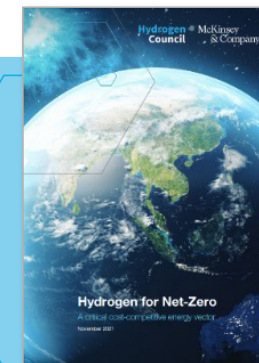 Hydrogen Council
McKinsey & Company
Hydrogen for Net-Zero
A critical cost-competitive energy vector
November 2021